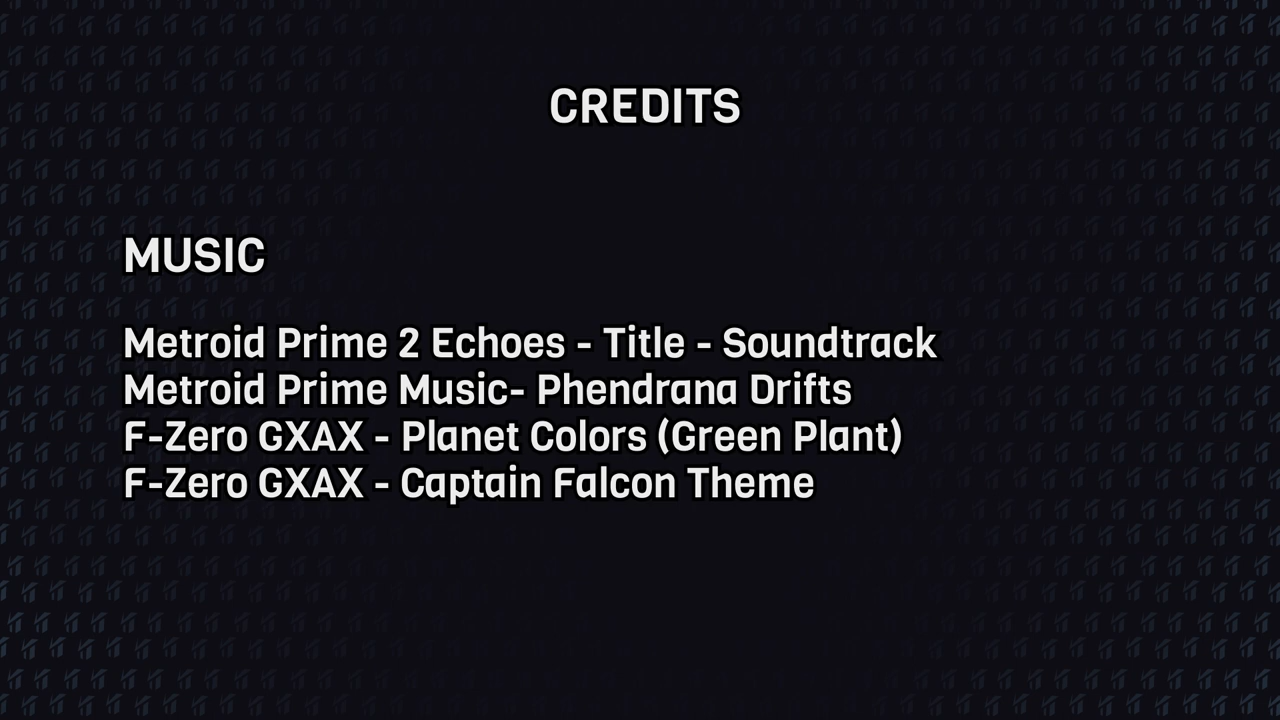 CREDITS
MUSIC
Metroid Prime 2 Echoes - Title - Soundtrack
Metroid Prime Music- Phendrana Drifts
F-Zero GXAX - Planet Colors (Green Plant)
F-Zero GXAX - Captain Falcon Theme